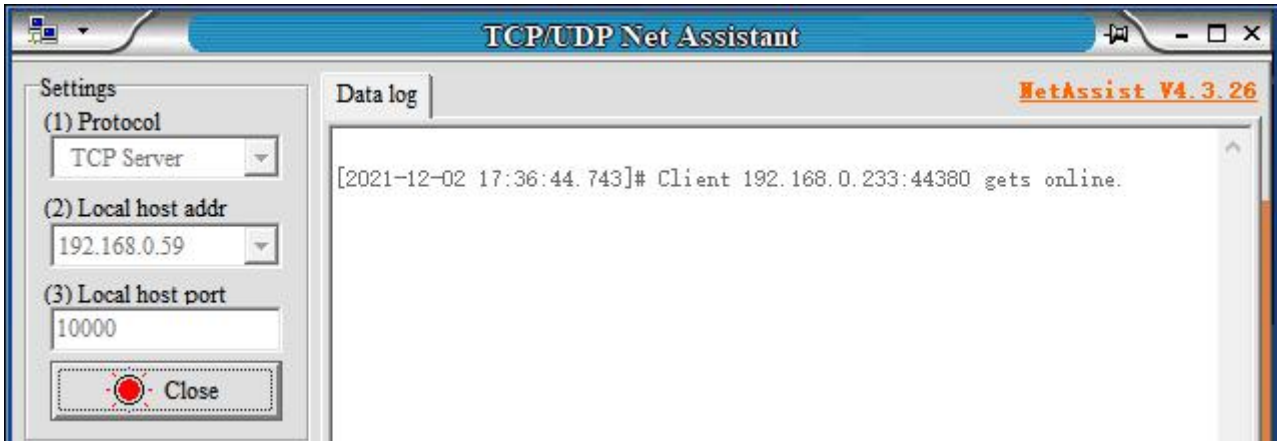 TCP/UDP Net Assistant
Settings
(1) Protocol
TCP Server
(2) Local host addr
192.168.0.59
(3) Local host port
10000
Close
Data log
NetAssist V4.3.26
[2021-12-02 17:36:44.743]# Client 192.168.0.233:44380 gets online.